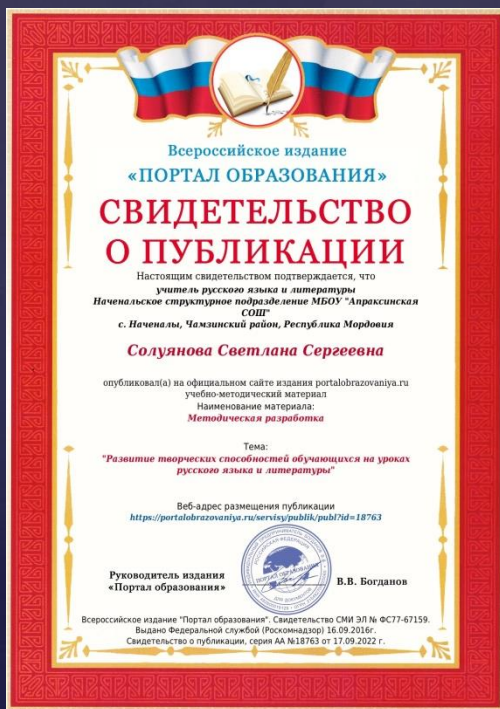 Всероссийское издание
«ПОРТАЛ ОБРАЗОВАНИЯ»
СВИДЕТЕЛЬСТВО
О ПУБЛИКАЦИИ
Настоящим свидетельством подтверждается, что
учитель русского языка и литературы
Наченальское структурное подразделение МБОУ "Апраксинская
СОШ"
с. Наченалы, Чамзинский район, Республика Мордовия
Солуянова Светлана Сергеевна
опубликовал(а) на официальном сайте издания portalobrazovaniya.ru
учебно-методический материал
Наименование материала:
Методическая разработка
Тема:
"Развитие творческих способностей обучающихся на уроках
русского языка и литературы"
Веб-адрес размещения публикации
https://portalobrazovaniya.ru/servisy/publik/publ?id=18763
Руководитель издания
«Портал образования»
ПОРТАЛ ОБРАЗОВАНИЯ
В.В. Богданов
Всероссийское издание "Портал образования". Свидетельство СМИ ЭЛ № ФС77-67159.
Выдано Федеральной службой (Роскомнадзор) 16.09.2016г.
Свидетельство о публикации, серия АА №18763 от 17.09.2022 г.